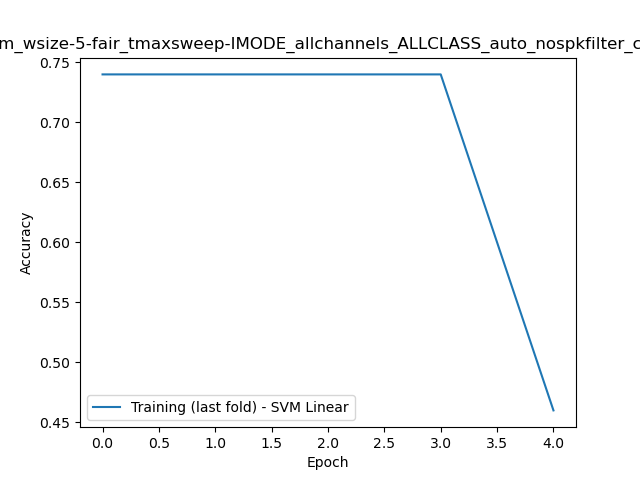 m_wsize-5-fair_tmaxsweep-IMODE_allchannels_ALLCLASS_auto_nospkfilter_c
0.75
0.70
0.65
0.60
0.55
0.50
0.45
Accuracy
Training (last fold) - SVM Linear
0.0 0.5 1.0 1.5 2.0 2.5 3.0 3.5 4.0
Epoch